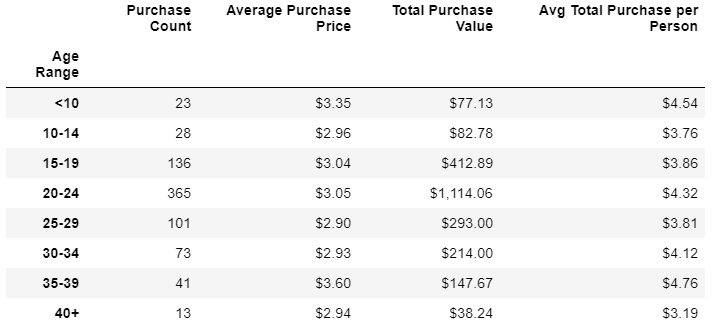 Purchase Count Average Purchase Price Total Purchase Value Avg Total Purchase per Person
Age Range
<10 23 $3.35 $77.13 $4.54
10-14 28 $2.96 $82.78 $3.76
15-19 136 $3.04 $412.89 $3.86
20-24 365 $3.05 $1,114.06 $4.32
25-29 101 $2.90 $293.00 $3.81
30-34 73 $2.93 $214.00 $4.12
35-39 41 $3.60 $147.67 $4.76
40+ 13 $2.94 $38.24 $3.19